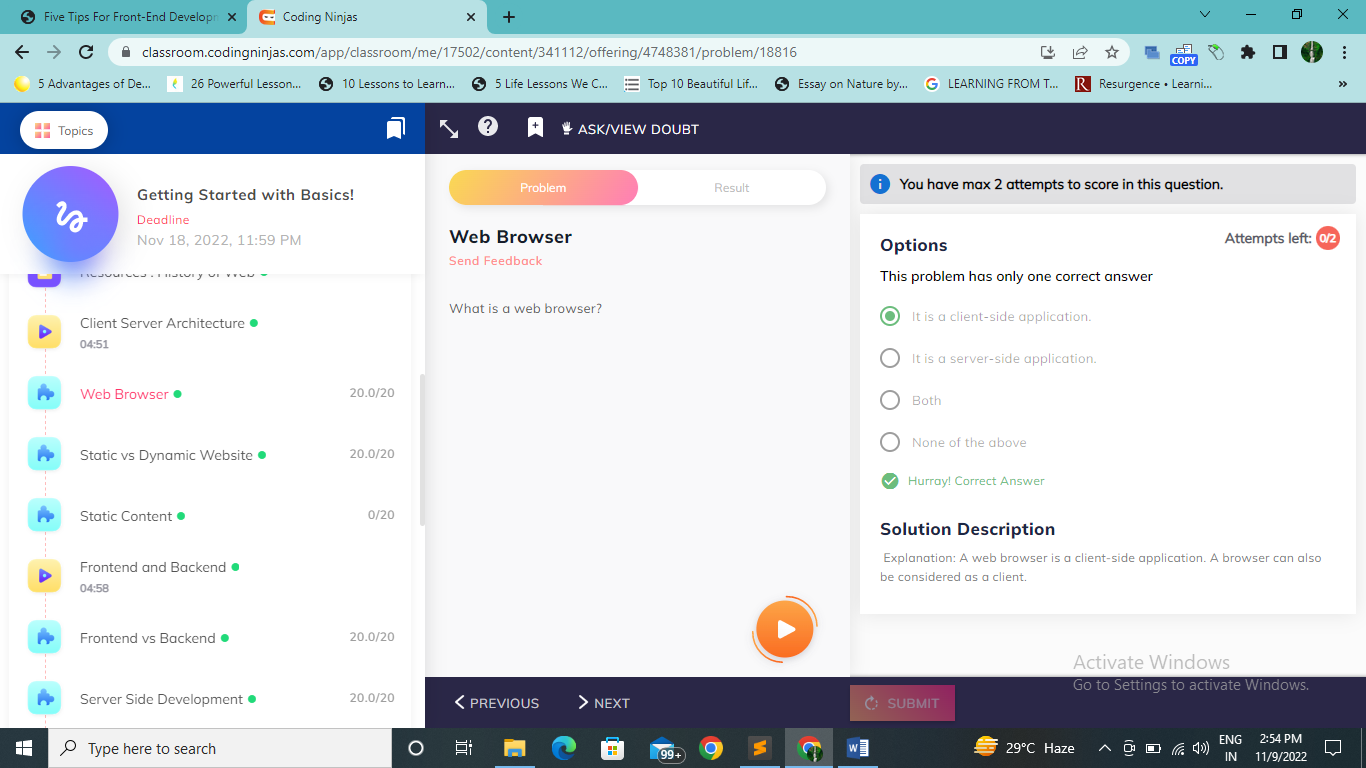 Five Tips For Front-End Developm
Coding Ninjas
classroom.codingninjas.com/app/classroom/me/17502/content/341112/offering/4748381/problem/18816
COPY
5 Advantages of De...
26 Powerful Lesson...
10 Lessons to Learn...
5 Life Lessons We C...
Top 10 Beautiful Lif...
Essay on Nature by...
LEARNING FROM T...
Resurgence • Learni...
Topics
ASK/VIEW DOUBT
Getting Started with Basics!
Deadline
Nov 18, 2022, 11:59 PM
Resources : History of Web
Client Server Architecture
04:51
Web Browser 20.0/20
Static vs Dynamic Website 20.0/20
Static Content 0/20
Frontend and Backend
04:58
Frontend vs Backend 20.0/20
Server Side Development 20.0/20
Problem
Result
Web Browser
Send Feedback
What is a web browser?
PREVIOUS
NEXT
You have max 2 attempts to score in this question.
Options
Attempts left: 0/2
This problem has only one correct answer
It is a client-side application.
It is a server-side application.
Both
None of the above
Hurray! Correct Answer
Solution Description
Explanation: A web browser is a client-side application. A browser can also
be considered as a client.
Activate Windows
Go to Settings to activate Windows.
SUBMIT
Type here to search
99+
29°C Haze
ENG
IN
2:54 PM
11/9/2022